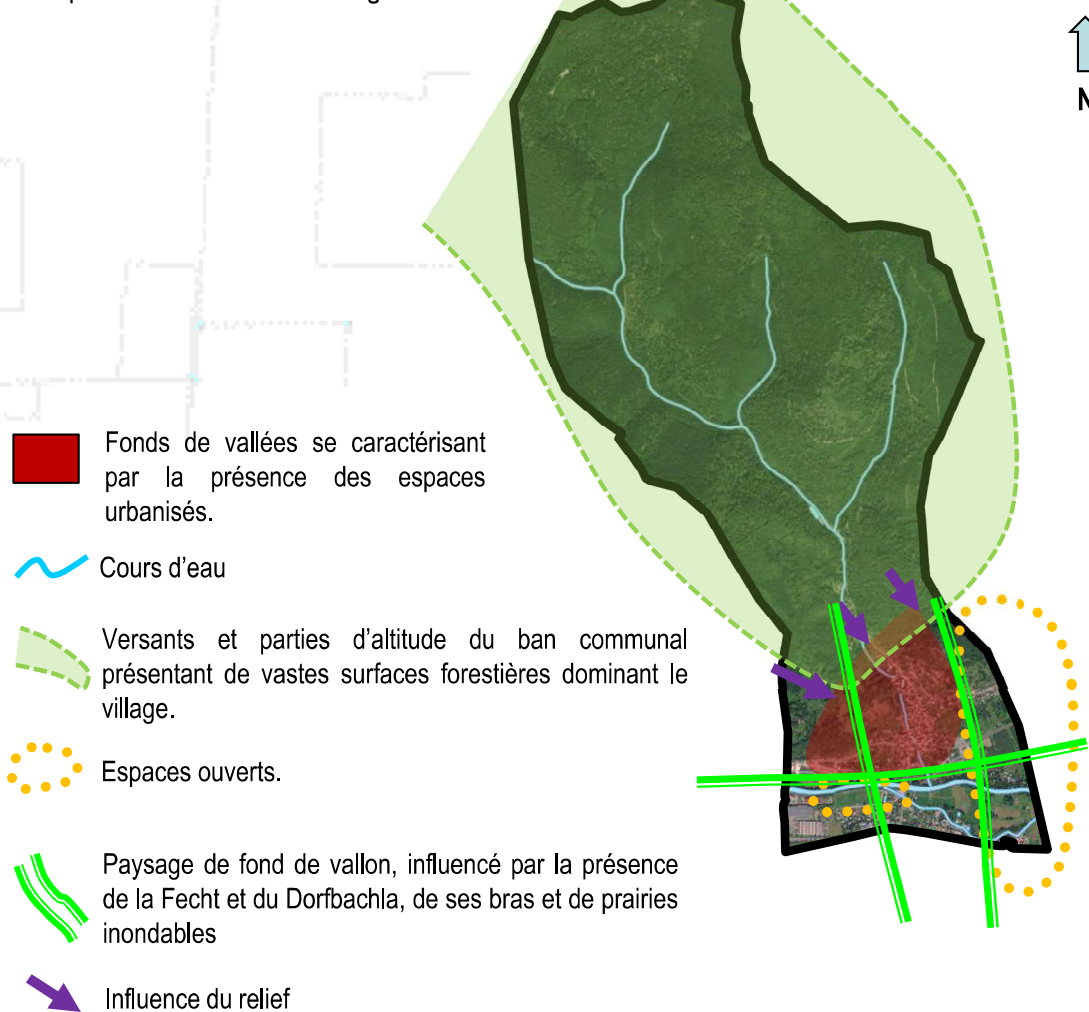 N
Fonds de vallées se caractérisant
par la présence des espaces
urbanisés.
Cours d'eau
Versants et parties d'altitude du ban communal
présentant de vastes surfaces forestières dominant le
village.
Espaces ouverts.
Paysage de fond de vallon, influencé par la présence
de la Fecht et du Dorfbachla, de ses bras et de prairies
inondables
Influence du relief